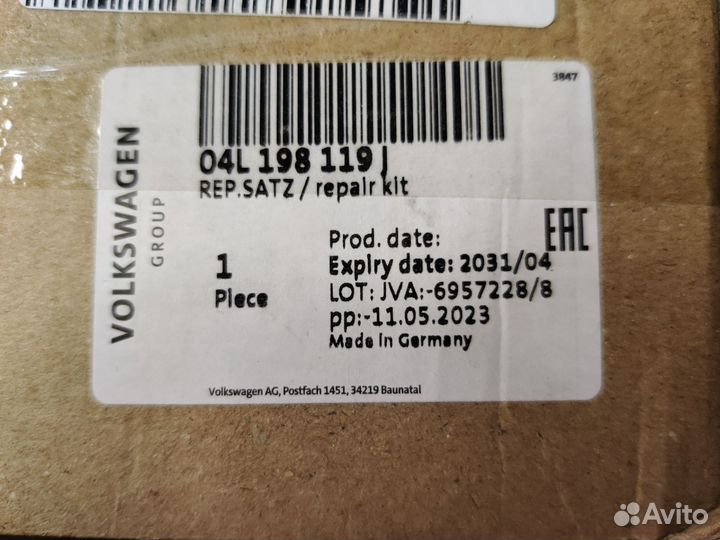 3847
04L 198 119 J
REP.SATZ / repair kit
VOLKSWAGEN
GROUP
EAC
1
Piece
Prod. date:
Expiry date: 2031/04
LOT: JVA:-6957228/8
pp:-11.05.2023
Made in Germany
Volkswagen AG, Postfach 1451, 34219 Baunatal
Avito